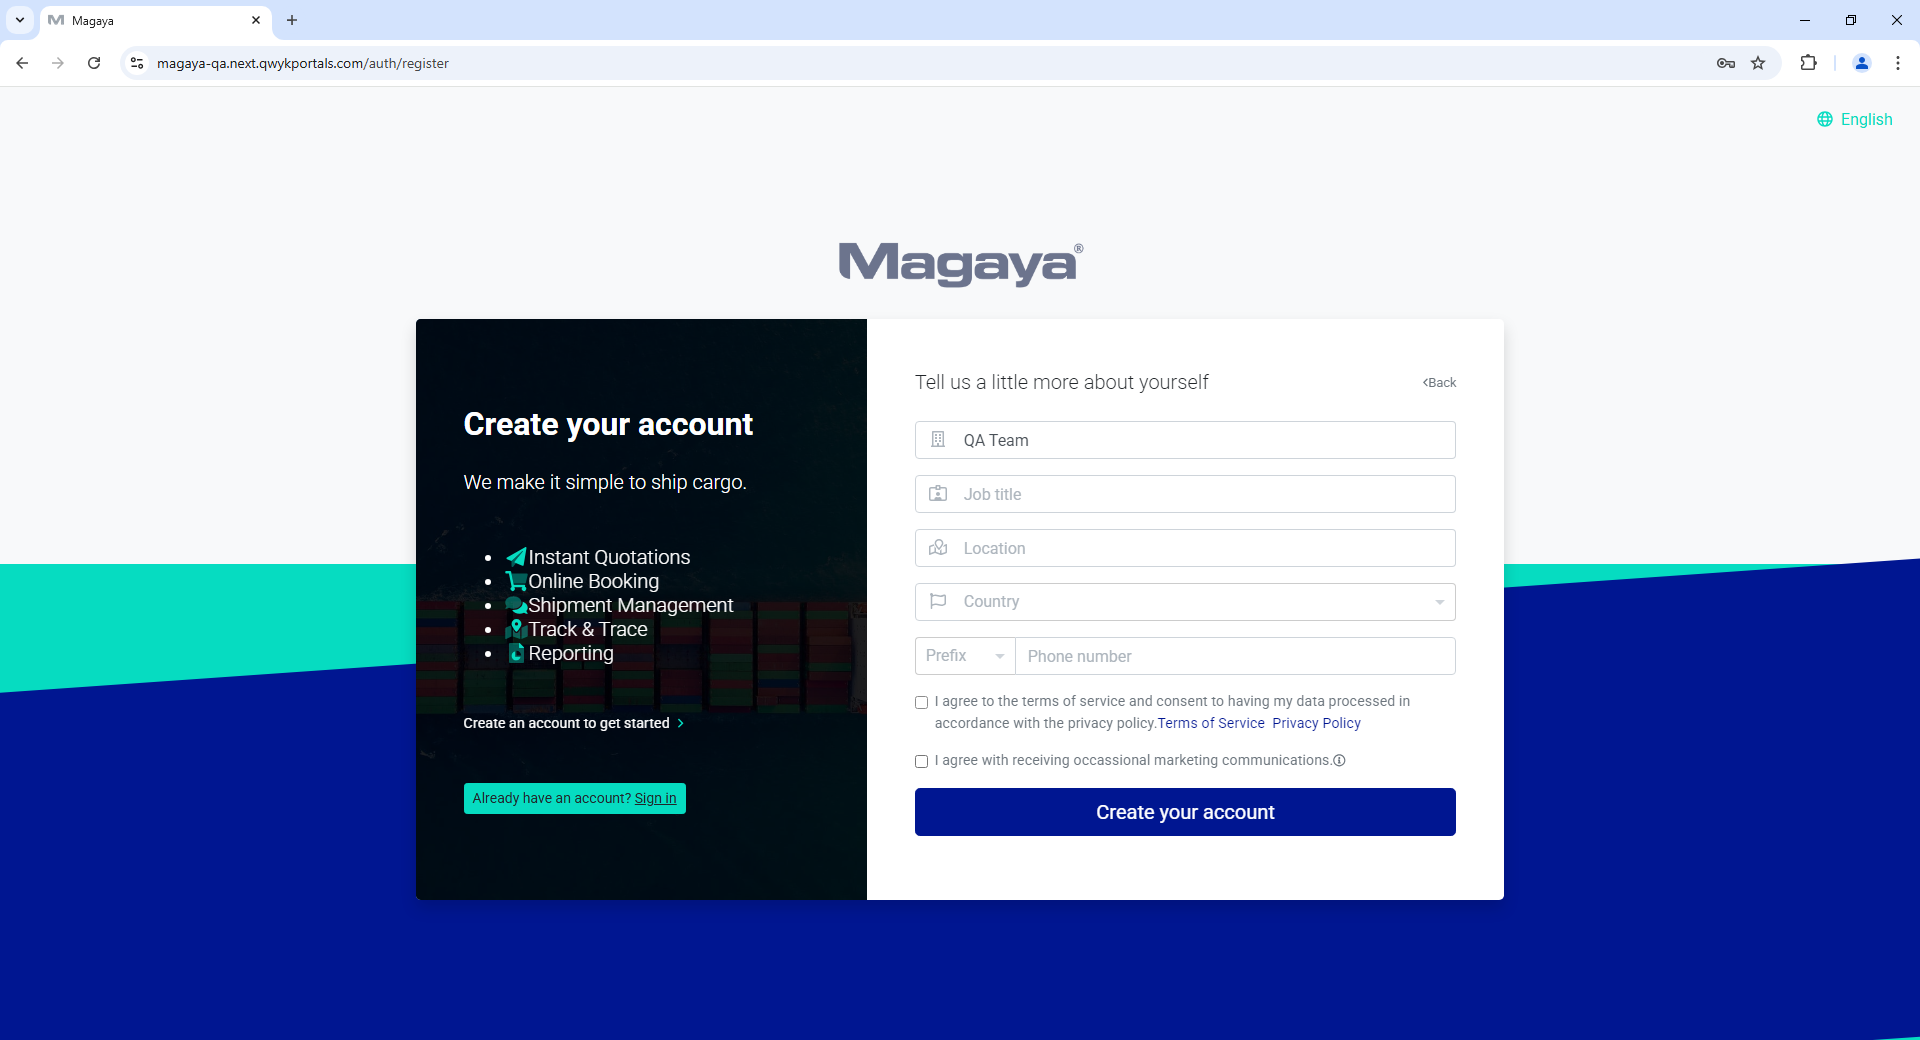 Magaya
magaya-qa.next.qwykportals.com/auth/register
English
Magaya®
Create your account
We make it simple to ship cargo.
Instant Quotations
Online Booking
Shipment Management
Track & Trace
Reporting
Create an account to get started
Already have an account? Sign in
Tell us a little more about yourself
Back
QA Team
Job title
Location
Country
Prefix
Phone number
I agree to the terms of service and consent to having my data processed in
accordance with the privacy policy.Terms of Service Privacy Policy
I agree with receiving occassional marketing communications.
Create your account